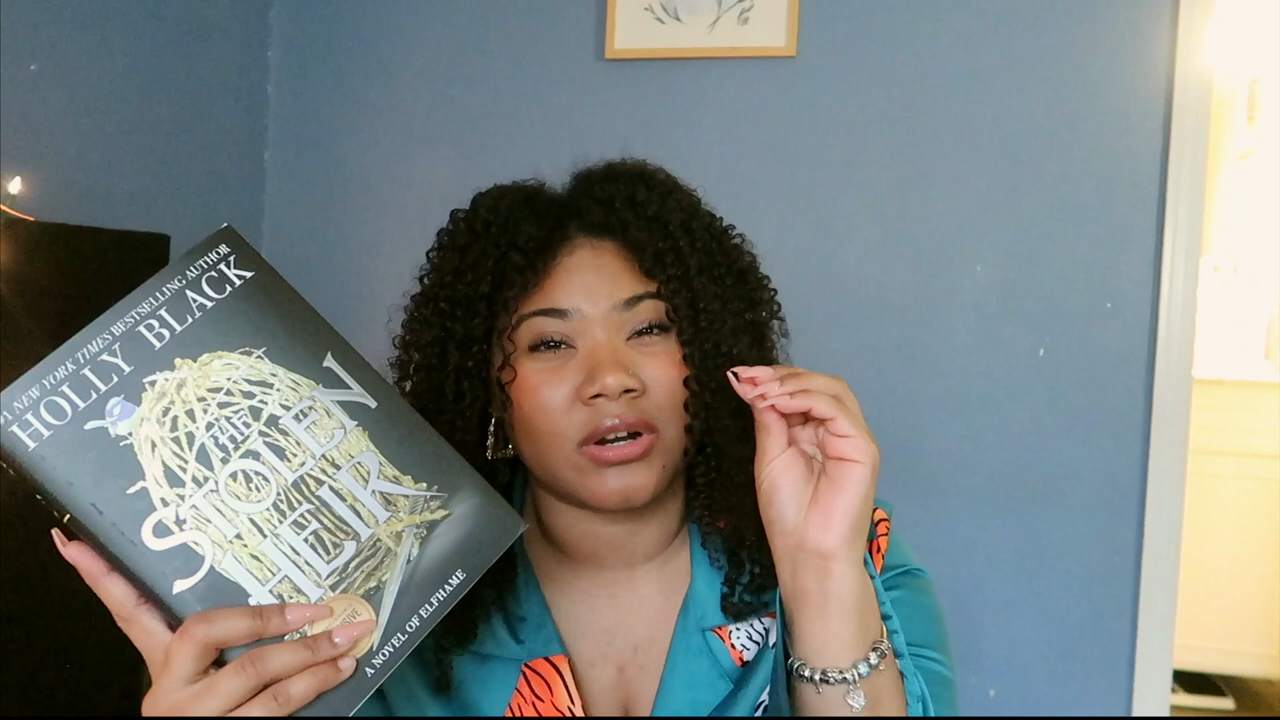 #1 NEW YORK TIMES BESTSELLING AUTHOR
HOLLY BLACK
THE
STOLEN
HEIR
A NOVEL OF ELFHAME